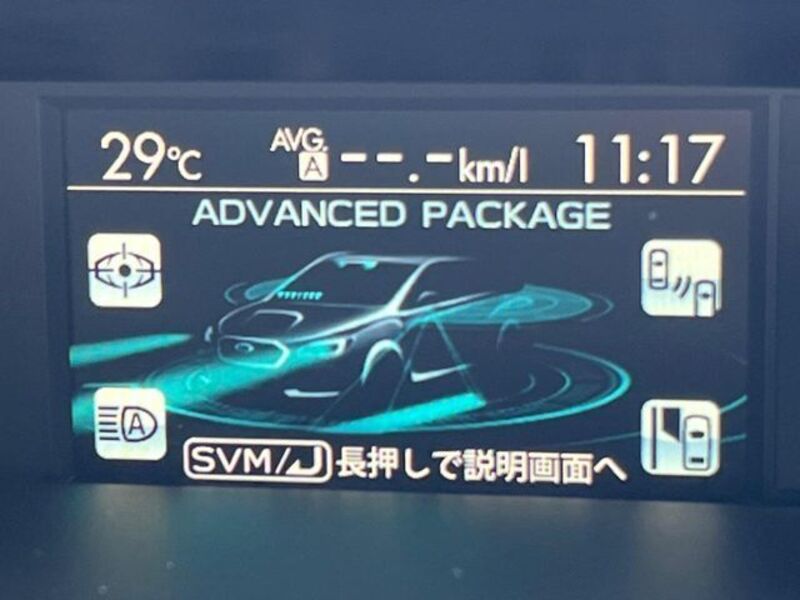 29℃ AVG. A --.-km/l 11:17
ADVANCED PACKAGE
A
SVM/⤶ 長押しで説明画面へ